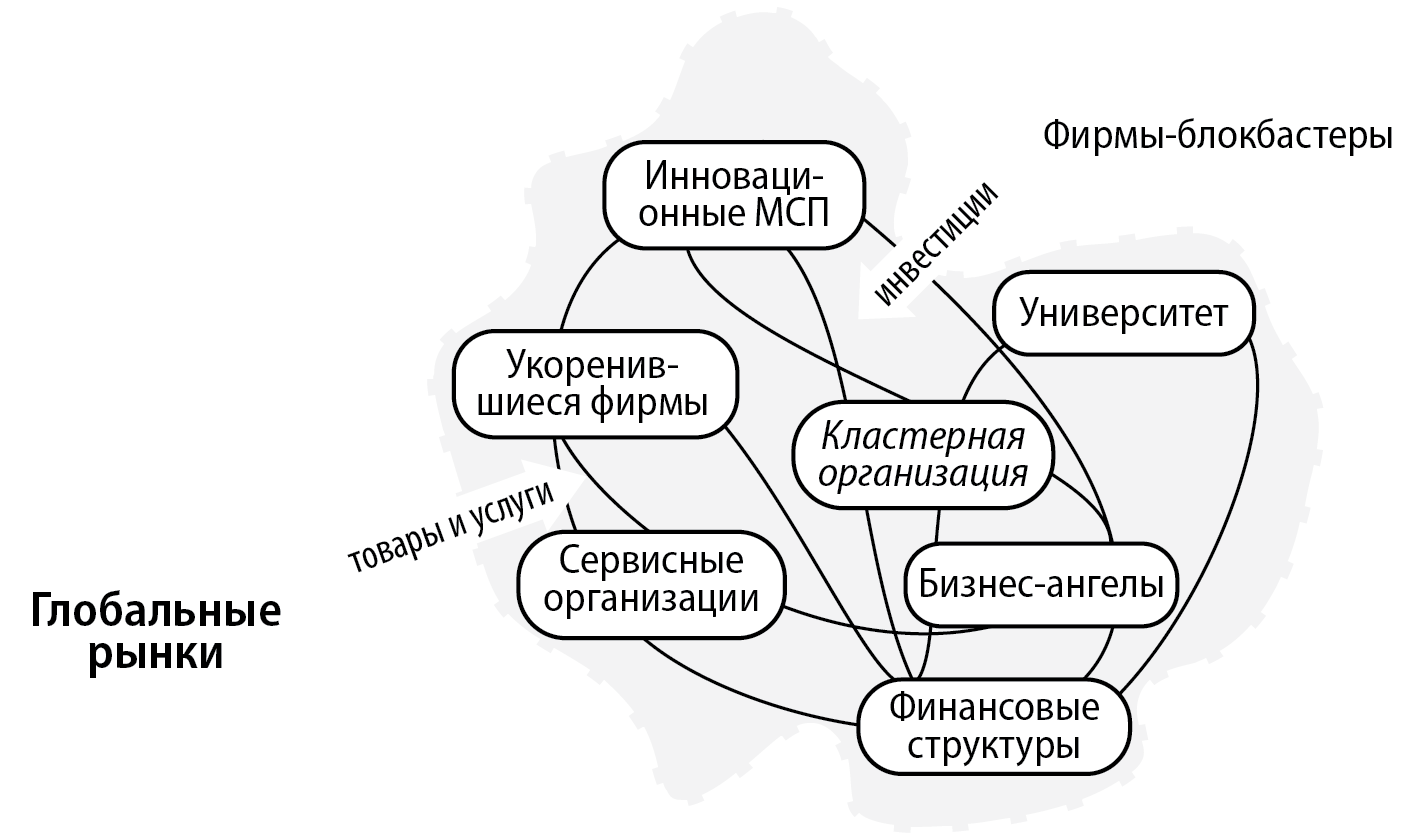 Фирмы-блокбастеры
Инноваци-
онные МСП
инвестиции
Университет
Укоренив-
шиеся фирмы
Кластерная
организация
товары и услуги
Сервисные
организации
Бизнес-ангелы
Глобальные
рынки
Финансовые
структуры